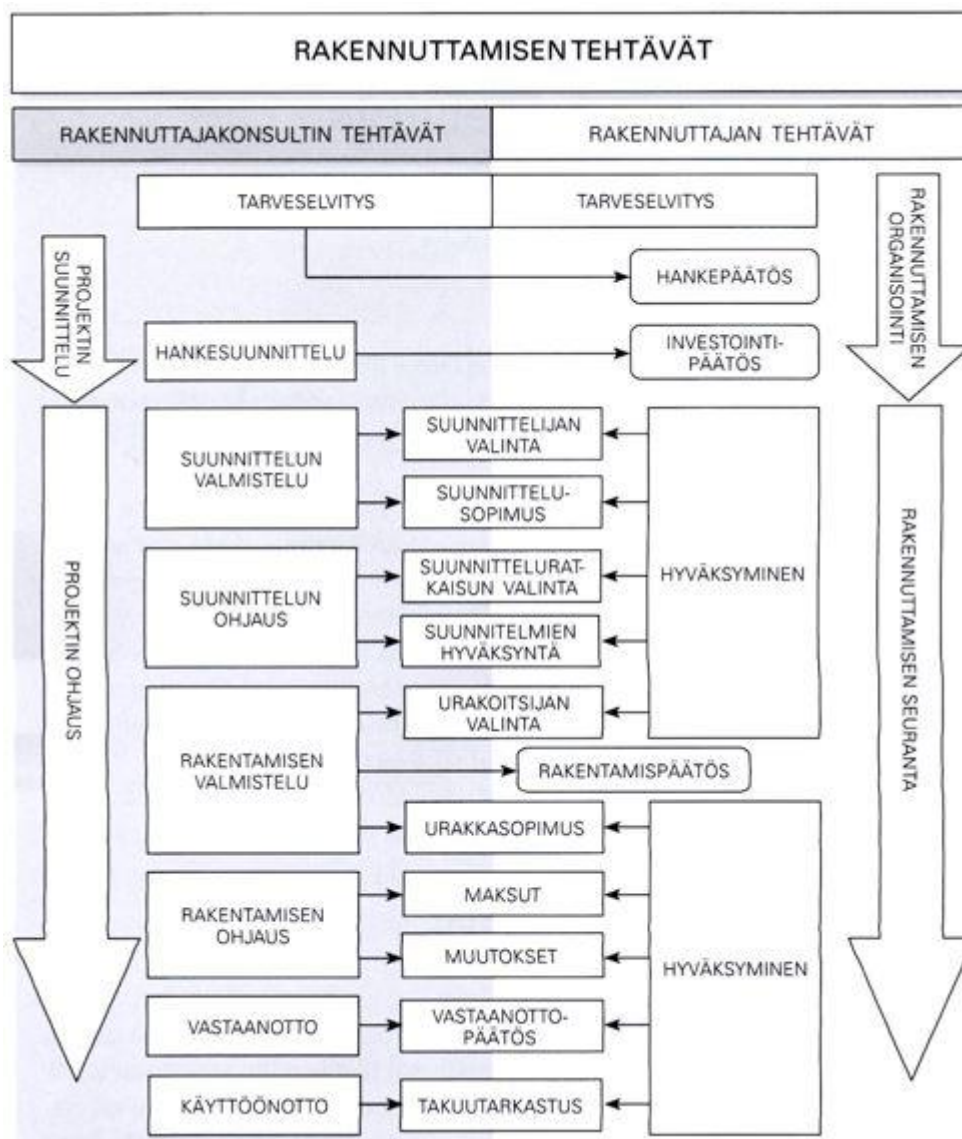 RAKENNUTTAMISEN TEHTÄVÄT
RAKENNUTTAJAKONSULTIN TEHTÄVÄT
RAKENNUTTAJAN TEHTÄVÄT
TARVESELVITYS
TARVESELVITYS
PROJEKTIN
SUUNNITTELU
RAKENNUTTAMISEN
ORGANISOINTI
HANKEPÄÄTÖS
HANKESUUNNITTELU
INVESTOINTI-
PÄÄTÖS
PROJEKTIN OHJAUS
RAKENNUTTAMISEN SEURANTA
SUUNNITTELUN
VALMISTELU
SUUNNITTELIJAN
VALINTA
SUUNNITTELU-
SOPIMUS
HYVÄKSYMINEN
SUUNNITTELUN
OHJAUS
SUUNNITTELURAT-
KAISUN VALINTA
SUUNNITELMIEN
HYVÄKSYNTÄ
RAKENTAMISEN
VALMISTELU
URAKOITSIJAN
VALINTA
RAKENTAMISPÄÄTÖS
URAKKASOPIMUS
RAKENTAMISEN
OHJAUS
MAKSUT
MUUTOKSET
HYVÄKSYMINEN
VASTAANOTTO
VASTAANOTTO-
PÄÄTÖS
KÄYTTÖÖNOTTO
TAKUUTARKASTUS